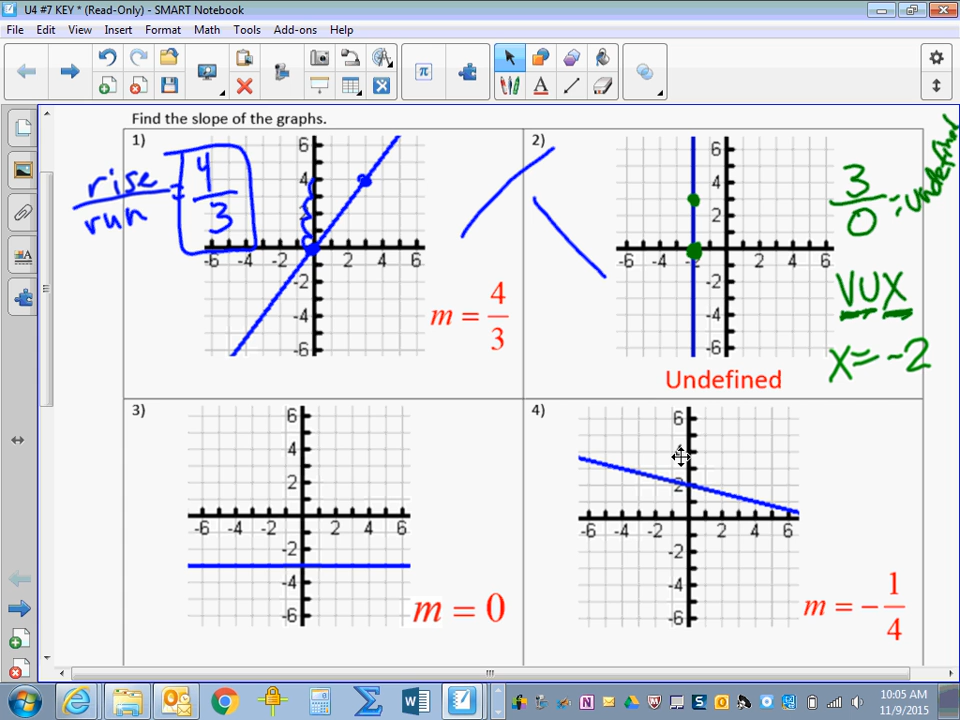 U4 #7 KEY * (Read-Only) - SMART Notebook
File Edit View Insert Format Math Tools Add-ons Help
π
A
Find the slope of the graphs.
1)
rise
run
=
4
3
6
4
2
-6 -4 -2 2 4 6
-2
-4
-6
m = 4/3
2)
6
4
2
-6 -4 -2 2 4 6
-2
-4
-6
3/0 = undefined
VUX
x = -2
Undefined
3)
6
4
2
-6 -4 -2 2 4 6
-2
-4
-6
m = 0
4)
6
2
-6 -4 -2 2 4 6
-2
-4
-6
m = - 1/4
10:05 AM
11/9/2015